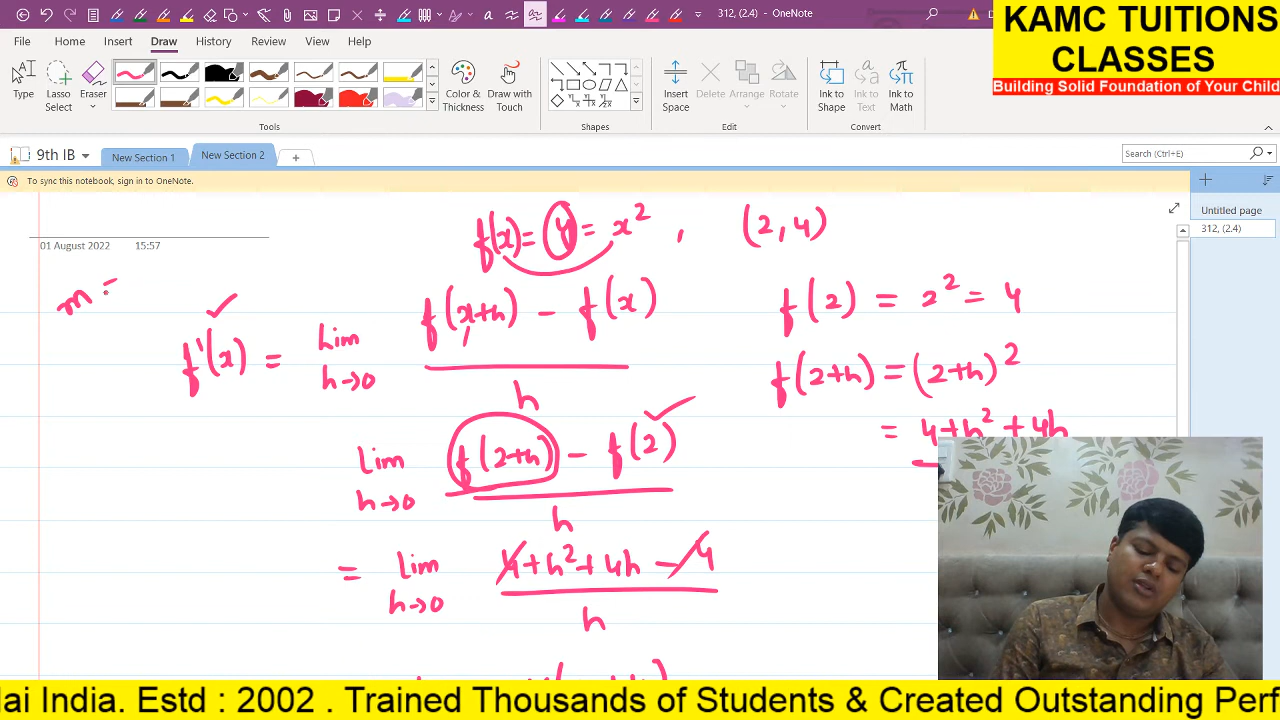 312, (2.4) - OneNote
KAMC TUITIONS
CLASSES
Building Solid Foundation of Your Child
File Home Insert Draw History Review View Help
Type
Lasso Select
Eraser
Color & Thickness
Draw with Touch
Insert Space
Delete
Arrange
Rotate
Ink to Shape
Ink to Text
Ink to Math
Tools
Shapes
Edit
Convert
9th IB
New Section 1
New Section 2
Search (Ctrl+E)
To sync this notebook, sign in to OneNote.
Untitled page
312, (2.4)
01 August 2022 15:57
f(x) = y = x² , (2, 4)
m =
f'(x) = Lim h→0 f(x+h) - f(x) / h
f(2) = 2² = 4
f(2+h) = (2+h)²
= 4+h²+4h
Lim h→0 f(2+h) - f(2) / h
= Lim h→0 4+h²+4h - 4 / h
India. Estd : 2002 . Trained Thousands of Students & Created Outstanding